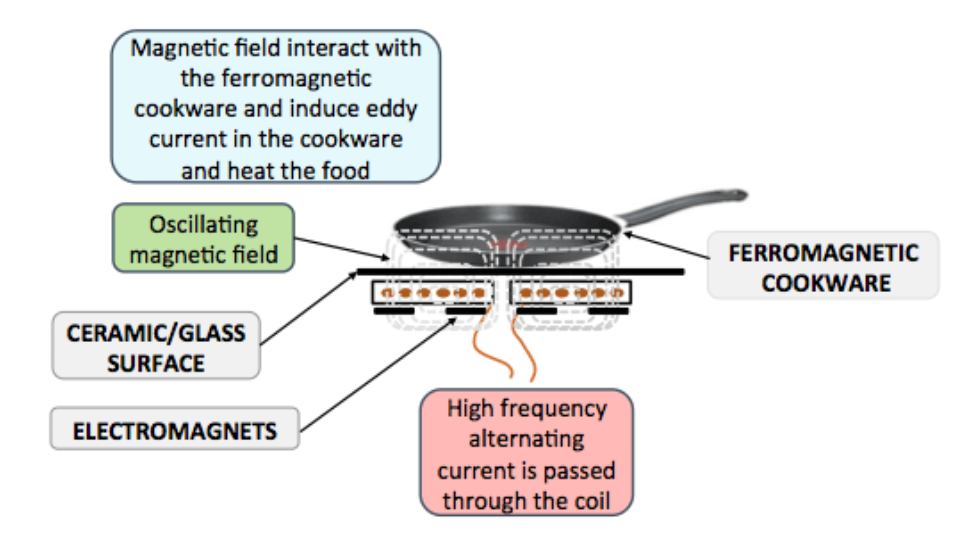 Magnetic field interact with
the ferromagnetic
cookware and induce eddy
current in the cookware
and heat the food
Oscillating
magnetic field
FERROMAGNETIC
COOKWARE
CERAMIC/GLASS
SURFACE
ELECTROMAGNETS
High frequency
alternating
current is passed
through the coil